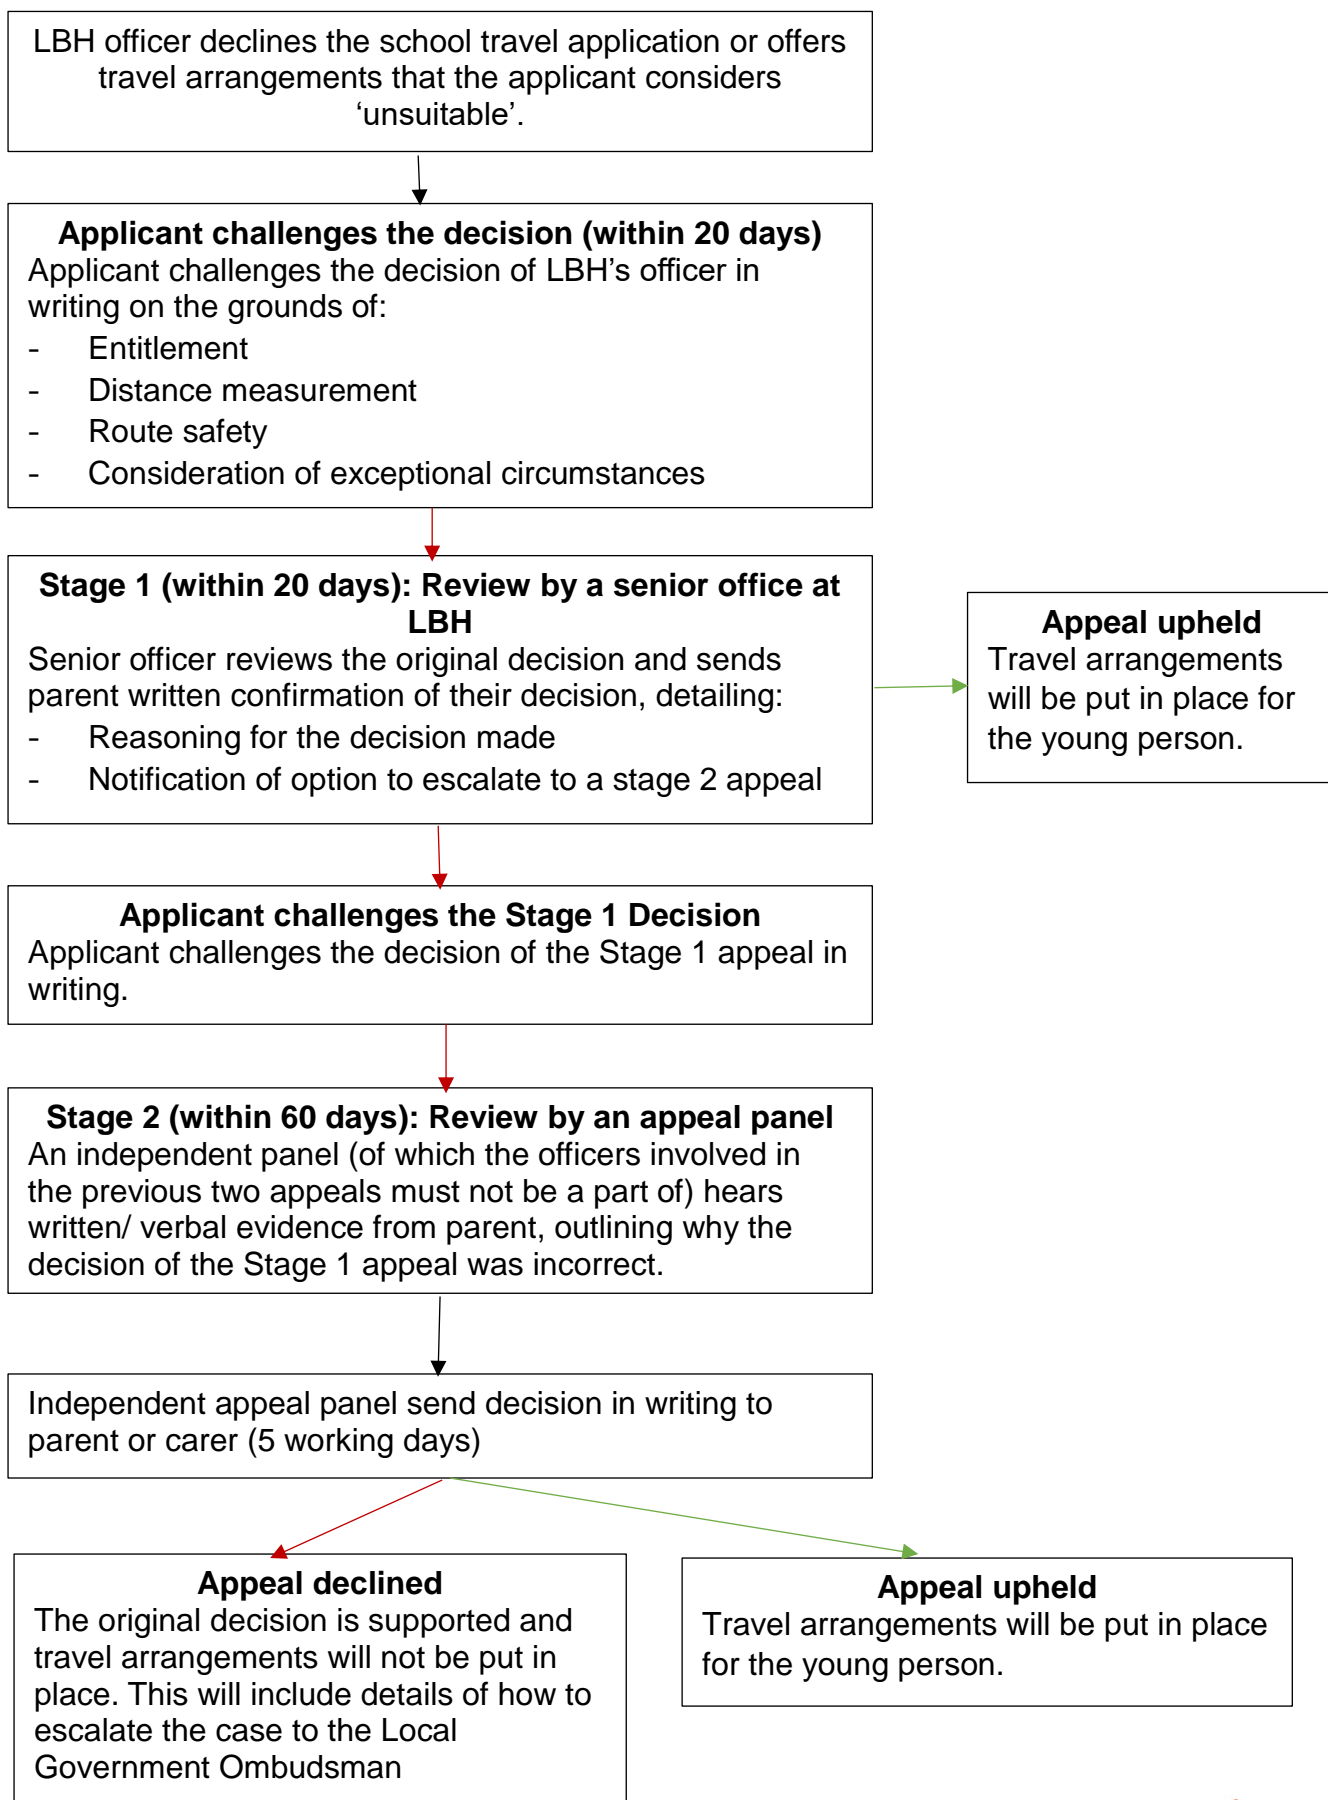 LBH officer declines the school travel application or offers
travel arrangements that the applicant considers
‘unsuitable’.
Applicant challenges the decision (within 20 days)
Applicant challenges the decision of LBH’s officer in
writing on the grounds of:
- Entitlement
- Distance measurement
- Route safety
- Consideration of exceptional circumstances
Stage 1 (within 20 days): Review by a senior office at
LBH
Senior officer reviews the original decision and sends
parent written confirmation of their decision, detailing:
- Reasoning for the decision made
- Notification of option to escalate to a stage 2 appeal
Appeal upheld
Travel arrangements
will be put in place for
the young person.
Applicant challenges the Stage 1 Decision
Applicant challenges the decision of the Stage 1 appeal in
writing.
Stage 2 (within 60 days): Review by an appeal panel
An independent panel (of which the officers involved in
the previous two appeals must not be a part of) hears
written/ verbal evidence from parent, outlining why the
decision of the Stage 1 appeal was incorrect.
Independent appeal panel send decision in writing to
parent or carer (5 working days)
Appeal declined
The original decision is supported and
travel arrangements will not be put in
place. This will include details of how to
escalate the case to the Local
Government Ombudsman
Appeal upheld
Travel arrangements will be put in place
for the young person.